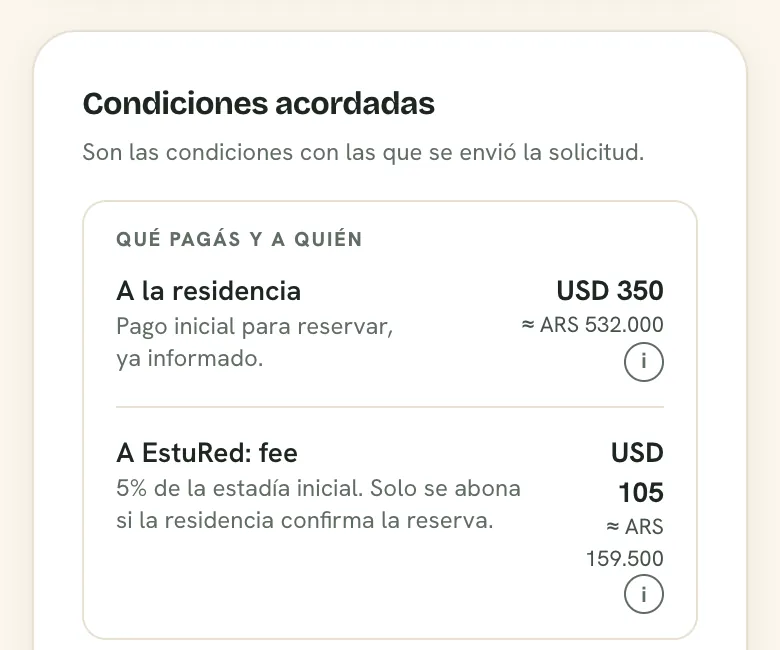 Condiciones acordadas
Son las condiciones con las que se envió la solicitud.
QUÉ PAGÁS Y A QUIÉN
A la residencia
USD 350
Pago inicial para reservar,
≈ ARS 532.000
ya informado.
i
A EstuRed: fee
USD
5% de la estadía inicial. Solo se abona
105
si la residencia confirma la reserva.
≈ ARS
159.500
i